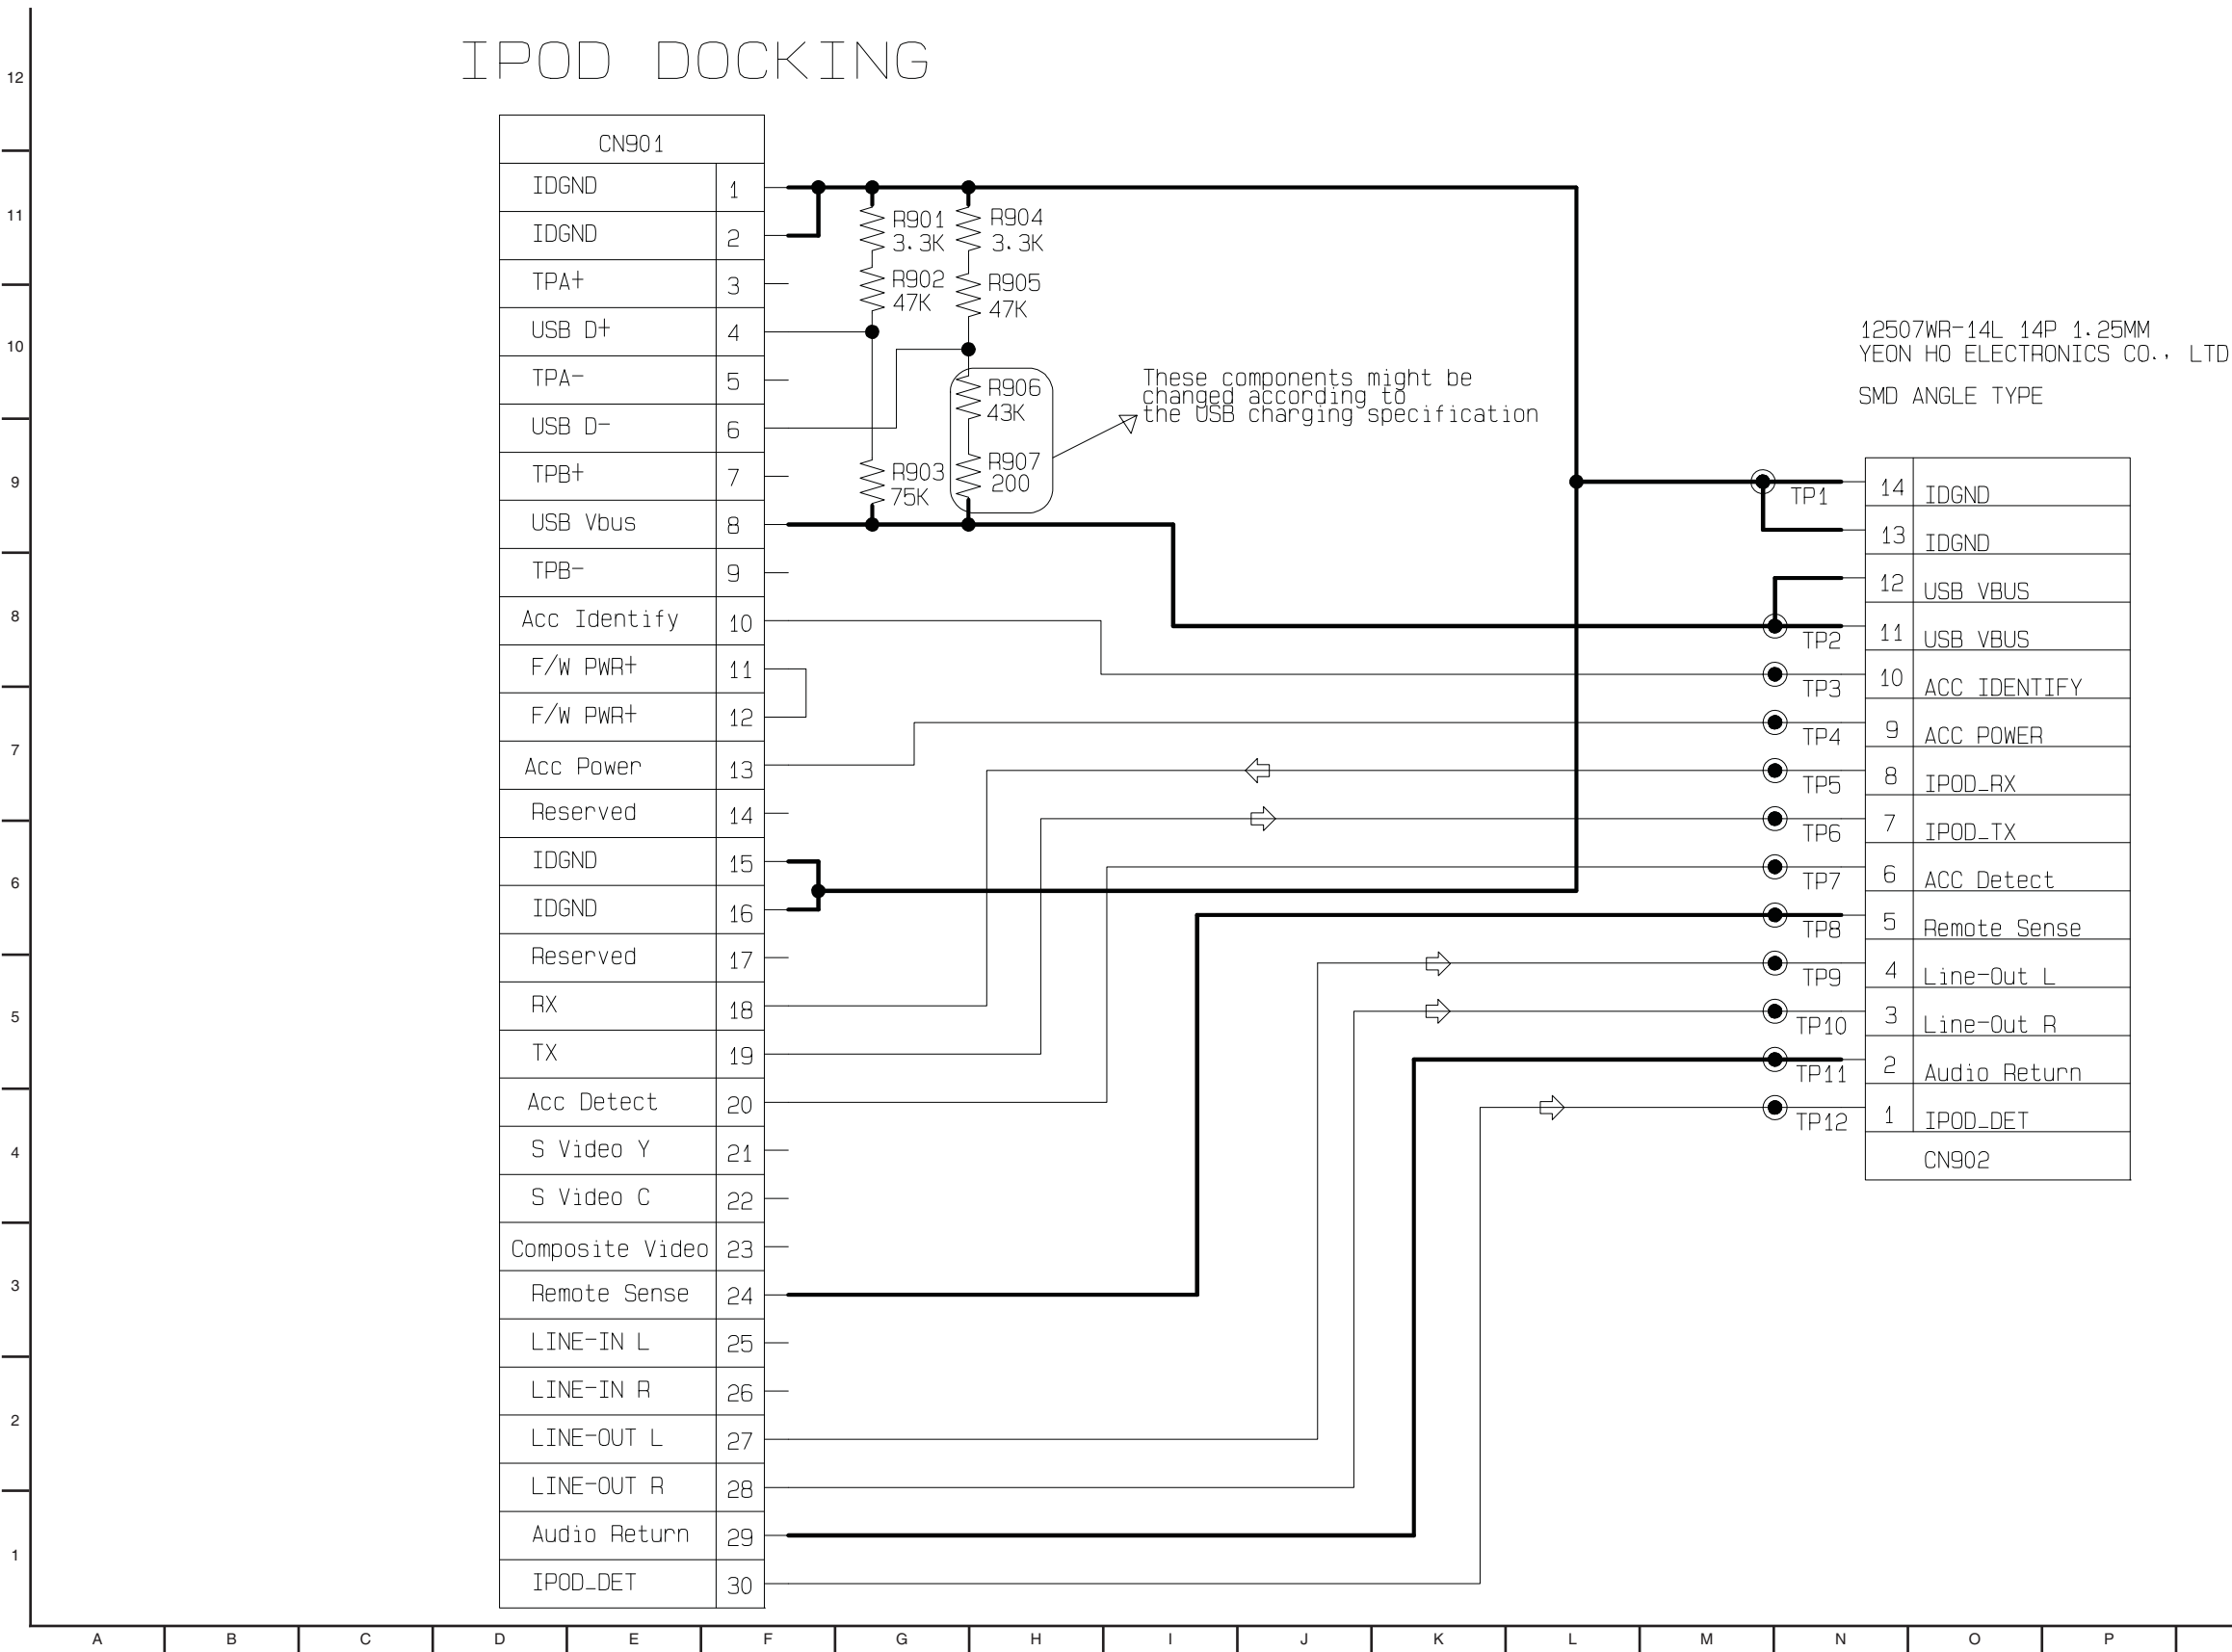 IPOD DOCKING
CN901
IDGND 1
IDGND 2
TPA+ 3
USB D+ 4
TPA- 5
USB D- 6
TPB+ 7
USB Vbus 8
TPB- 9
Acc Identify 10
F/W PWR+ 11
F/W PWR+ 12
Acc Power 13
Reserved 14
IDGND 15
IDGND 16
Reserved 17
RX 18
TX 19
Acc Detect 20
S Video Y 21
S Video C 22
Composite Video 23
Remote Sense 24
LINE-IN L 25
LINE-IN R 26
LINE-OUT L 27
LINE-OUT R 28
Audio Return 29
IPOD_DET 30
R901
3.3K
R904
3.3K
R902
47K
R905
47K
R906
43K
R903
75K
R907
200
These components might be
changed according to
the USB charging specification
12507WR-14L 14P 1.25MM
YEON HO ELECTRONICS CO., LTD
SMD ANGLE TYPE
TP1
TP2
TP3
TP4
TP5
TP6
TP7
TP8
TP9
TP10
TP11
TP12
14 IDGND
13 IDGND
12 USB VBUS
11 USB VBUS
10 ACC IDENTIFY
9 ACC POWER
8 IPOD_RX
7 IPOD_TX
6 ACC Detect
5 Remote Sense
4 Line-Out L
3 Line-Out R
2 Audio Return
1 IPOD_DET
CN902
12
11
10
9
8
7
6
5
4
3
2
1
A B C D E F G H I J K L M N O P